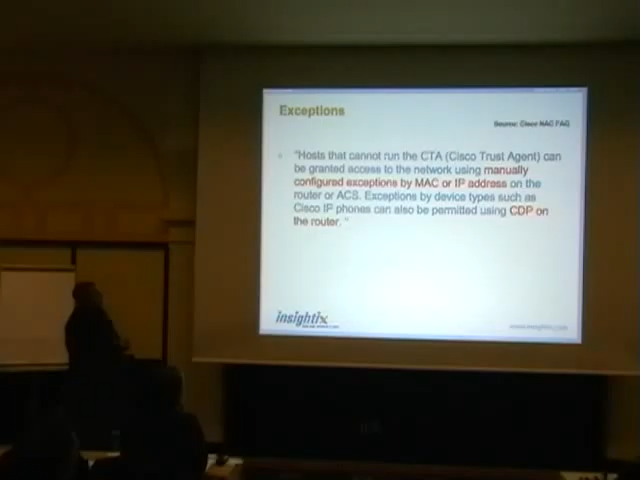 Exceptions
Source: Cisco NAC FAQ
"Hosts that cannot run the CTA (Cisco Trust Agent) can
be granted access to the network using manually
configured exceptions by MAC or IP address on the
router or ACS. Exceptions by device types such as
Cisco IP phones can also be permitted using CDP on
the router. "
insightix
www.insightix.com